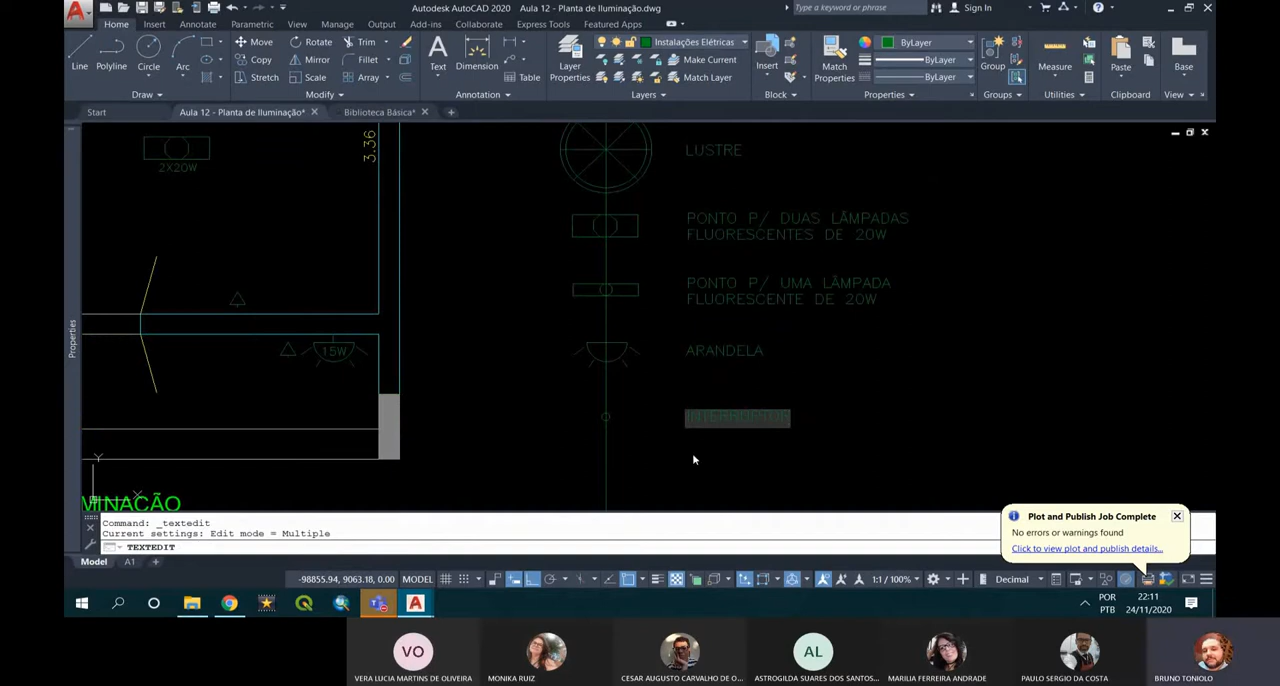 Autodesk AutoCAD 2020 Aula 12 - Planta de Iluminação.dwg
Type a keyword or phrase
Sign In
Home Insert Annotate Parametric View Manage Output Add-ins Collaborate Express Tools Featured Apps
Line Polyline Circle Arc
Move Rotate Trim
Copy Mirror Fillet
Stretch Scale Array
Text Dimension
Table
Layer Properties
Instalações Elétricas
Make Current
Match Layer
Insert
Match Properties
ByLayer
ByLayer
ByLayer
Group
Measure
Paste
Base
Draw Modify Annotation Layers Block Properties Groups Utilities Clipboard View
Start Aula 12 - Planta de Iluminação* Biblioteca Básica*
2X20W
3.36
LUSTRE
PONTO P/ DUAS LÂMPADAS
FLUORESCENTES DE 20W
PONTO P/ UMA LÂMPADA
FLUORESCENTE DE 20W
Properties
15W
ARANDELA
INTERRUPTOR
Y
X
MINAÇÃO
Command: _textedit
Current settings: Edit mode = Multiple
TEXTEDIT
Plot and Publish Job Complete
No errors or warnings found
Click to view plot and publish details...
Model A1
-98855.94, 9063.18, 0.00 MODEL
1:1 / 100%
Decimal
POR
PTB
22:11
24/11/2020
VO
AL
VERA LUCIA MARTINS DE OLIVEIRA
MONIKA RUIZ
CESAR AUGUSTO CARVALHO DE O...
ASTROGILDA SUARES DOS SANTOS...
MARILIA FERREIRA ANDRADE
PAULO SERGIO DA COSTA
BRUNO TONIOLO